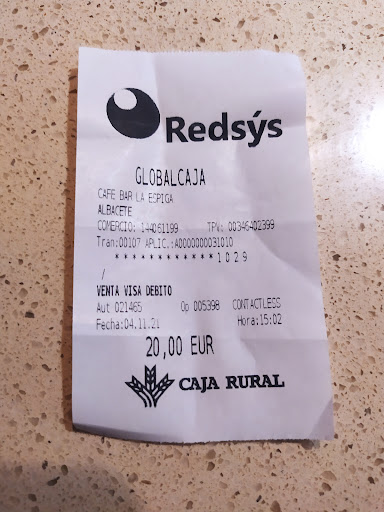 Redsýs
GLOBALCAJA
CAFE BAR LA ESPIGA
ALBACETE
COMERCIO: 144061199 TPV: 00346402399
Tran:00107 APLIC.:A0000000031010
************1029
/
VENTA VISA DEBITO
Aut 021465 Op 005398 CONTACTLESS
Fecha:04.11.21 Hora:15:02
20,00 EUR
CAJA RURAL